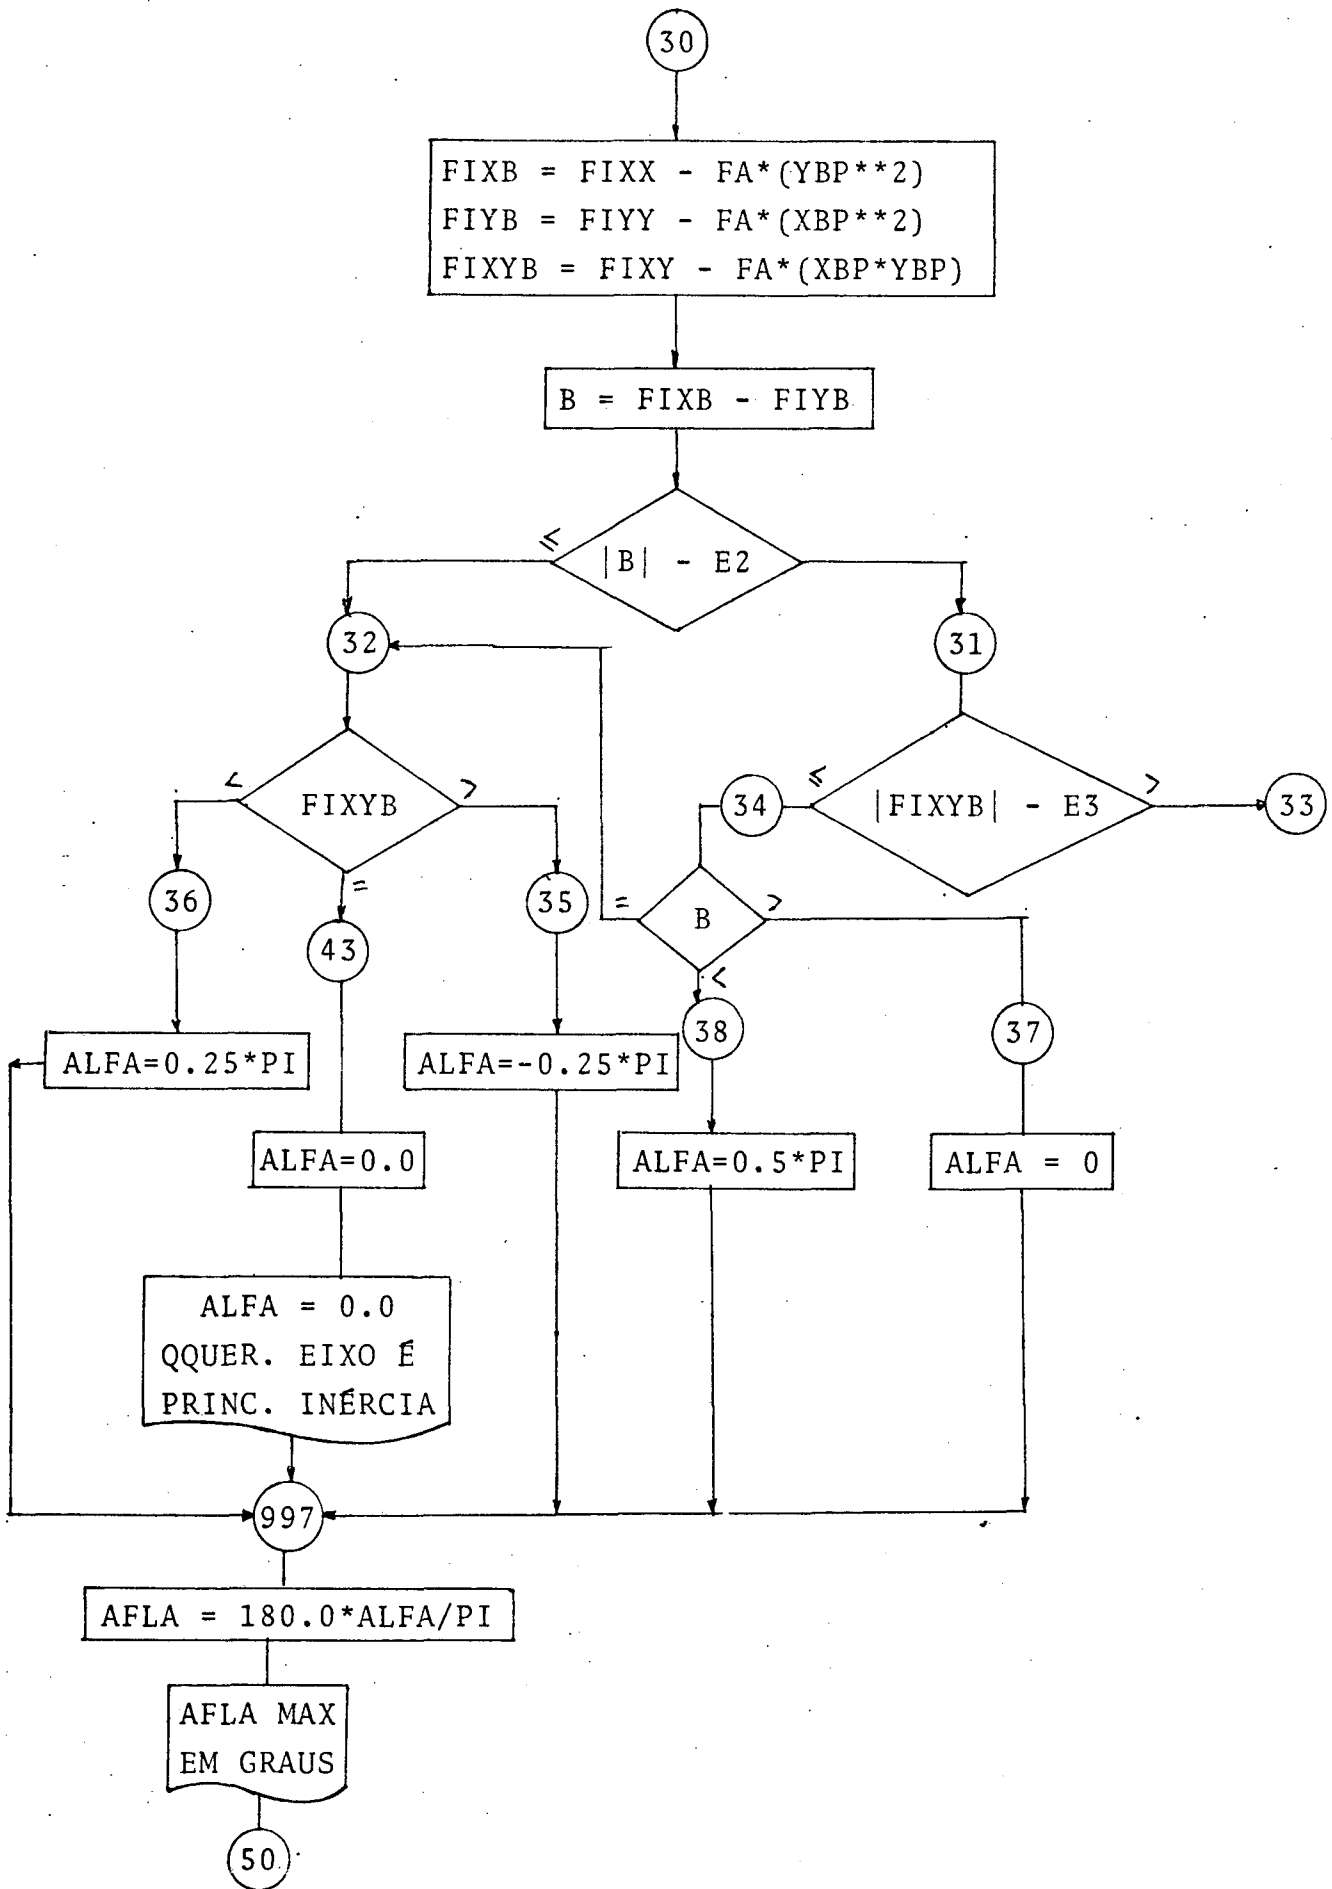 30
FIXB = FIXX - FA*(YBP**2)
FIYB = FIYY - FA*(XBP**2)
FIXYB = FIXY - FA*(XBP*YBP)
B = FIXB - FIYB
≤
|B| - E2
32
31
<
FIXYB
>
34
≤
|FIXYB| - E3
>
33
36
=
43
35
=
B
>
<
38
37
ALFA=0.25*PI
ALFA=-0.25*PI
ALFA=0.0
ALFA=0.5*PI
ALFA = 0
ALFA = 0.0
QQUER. EIXO É
PRINC. INÉRCIA
997
AFLA = 180.0*ALFA/PI
AFLA MAX
EM GRAUS
50